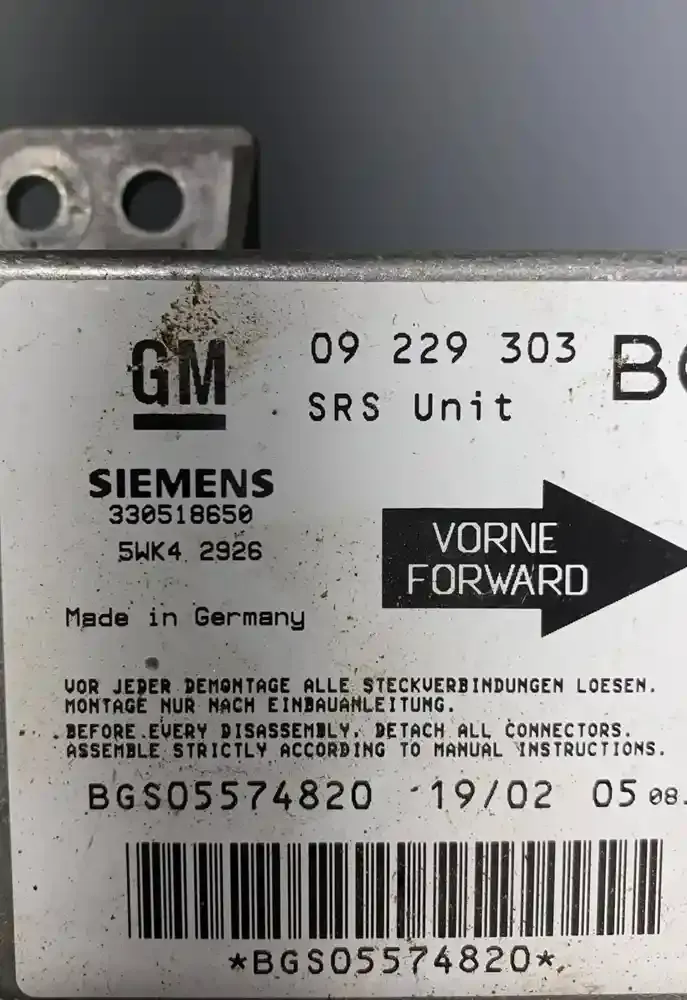 GM
09 229 303
SRS Unit
SIEMENS
330518650
5WK4 2926
VORNE
FORWARD
Made in Germany
VOR JEDER DEMONTAGE ALLE STECKVERBINDUNGEN LOESEN.
MONTAGE NUR NACH EINBAUANLEITUNG.
BEFORE EVERY DISASSEMBLY, DETACH ALL CONNECTORS.
ASSEMBLE STRICTLY ACCORDING TO MANUAL INSTRUCTIONS.
BGS05574820 19/02 05 08.
*BGS05574820*